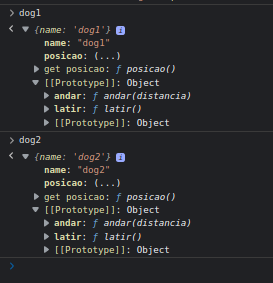 dog1
{name: 'dog1'} i
name: "dog1"
posicao: (...)
get posicao: ƒ posicao()
[[Prototype]]: Object
andar: ƒ andar(distancia)
latir: ƒ latir()
[[Prototype]]: Object
dog2
{name: 'dog2'} i
name: "dog2"
posicao: (...)
get posicao: ƒ posicao()
[[Prototype]]: Object
andar: ƒ andar(distancia)
latir: ƒ latir()
[[Prototype]]: Object